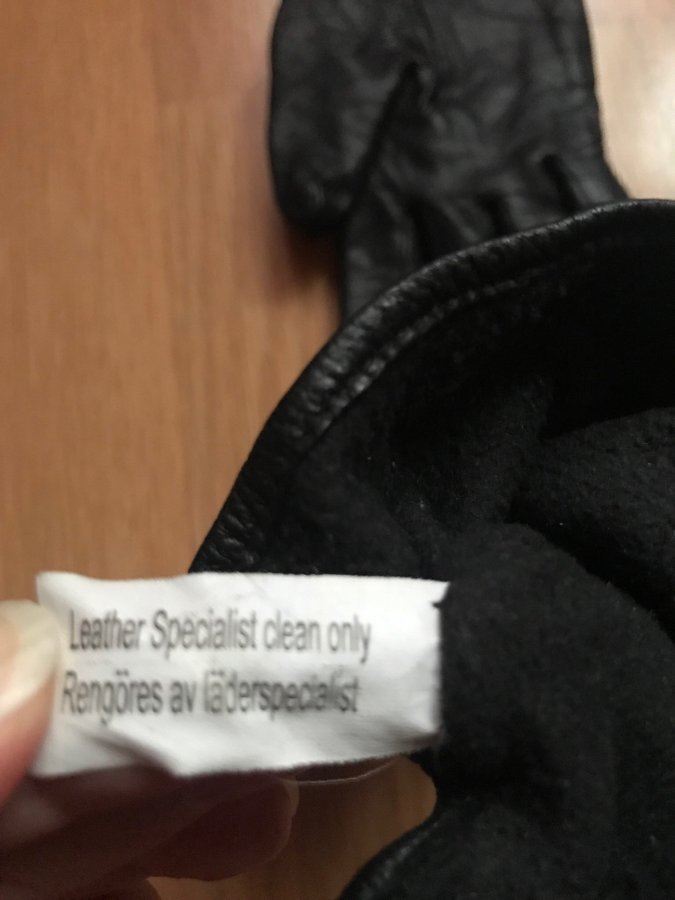 Leather Specialist clean only
Rengöres av läderspecialist